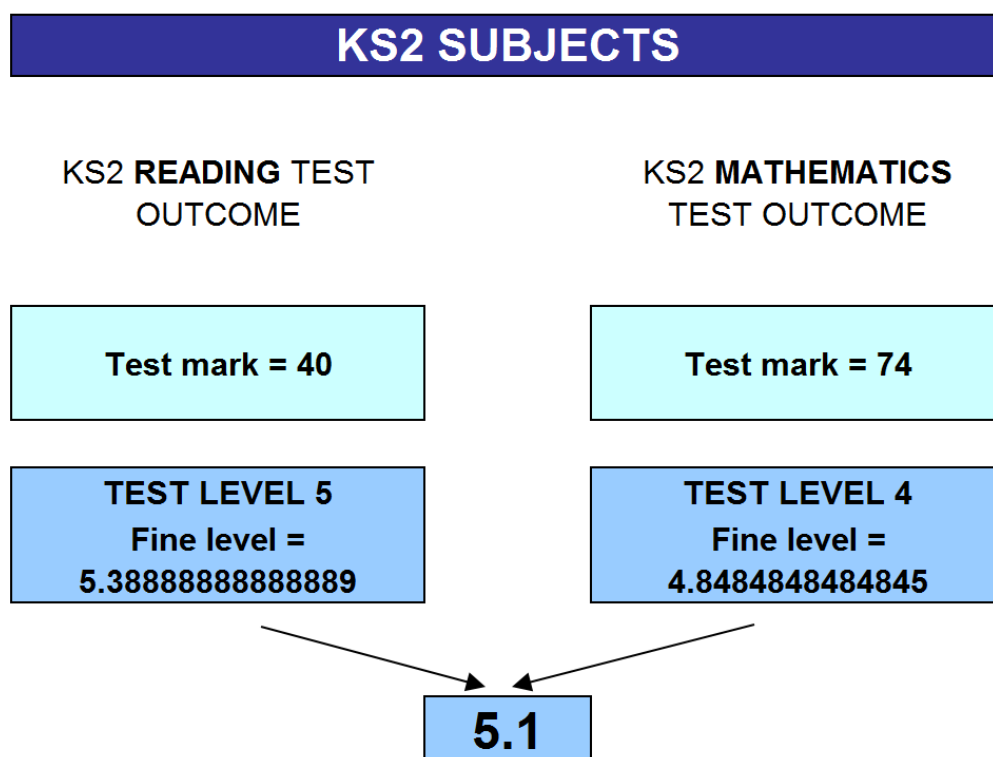 KS2 SUBJECTS
KS2 READING TEST
OUTCOME
KS2 MATHEMATICS
TEST OUTCOME
Test mark = 40
Test mark = 74
TEST LEVEL 5
Fine level =
5.38888888888889
TEST LEVEL 4
Fine level =
4.8484848484845
5.1